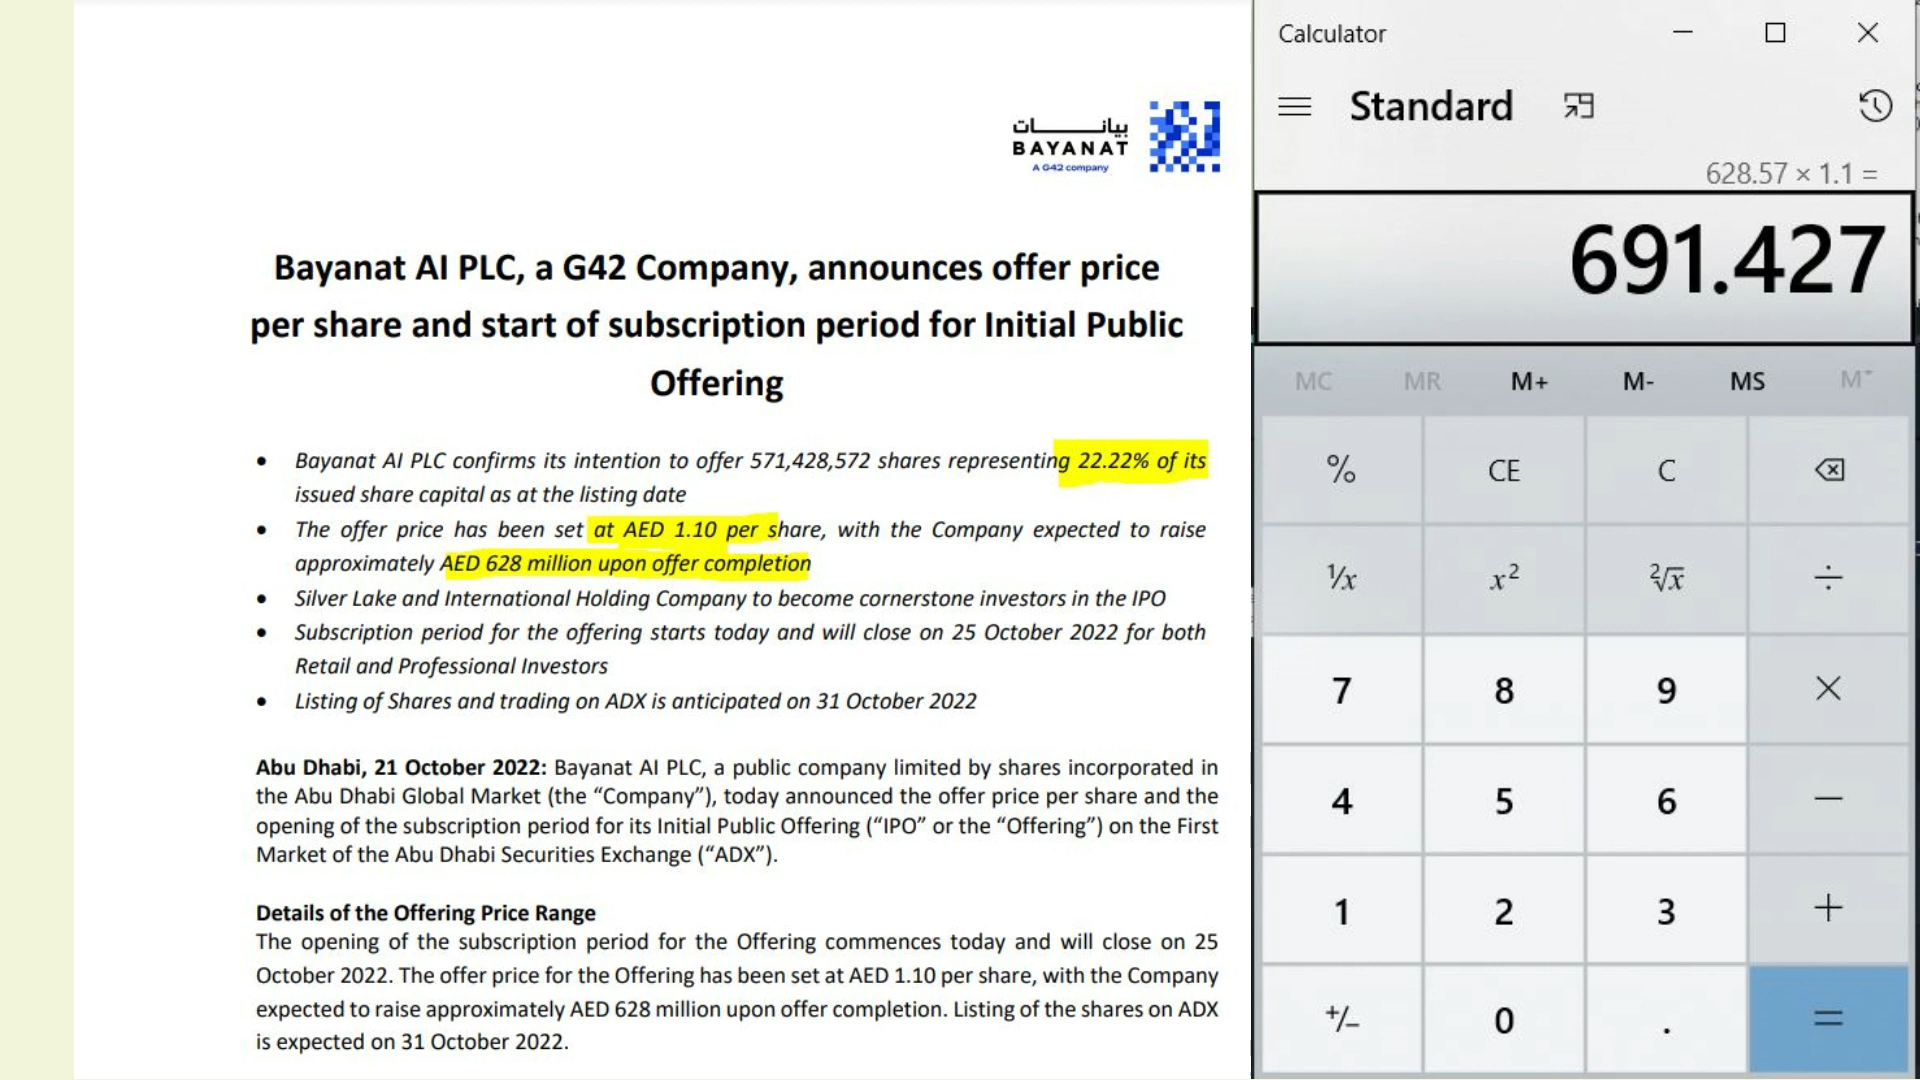 بيانــــــات
BAYANAT
A G42 company
Bayanat AI PLC, a G42 Company, announces offer price
per share and start of subscription period for Initial Public
Offering
• Bayanat AI PLC confirms its intention to offer 571,428,572 shares representing 22.22% of its
issued share capital as at the listing date
• The offer price has been set at AED 1.10 per share, with the Company expected to raise
approximately AED 628 million upon offer completion
• Silver Lake and International Holding Company to become cornerstone investors in the IPO
• Subscription period for the offering starts today and will close on 25 October 2022 for both
Retail and Professional Investors
• Listing of Shares and trading on ADX is anticipated on 31 October 2022
Abu Dhabi, 21 October 2022: Bayanat AI PLC, a public company limited by shares incorporated in
the Abu Dhabi Global Market (the “Company”), today announced the offer price per share and the
opening of the subscription period for its Initial Public Offering (“IPO” or the “Offering”) on the First
Market of the Abu Dhabi Securities Exchange (“ADX”).
Details of the Offering Price Range
The opening of the subscription period for the Offering commences today and will close on 25
October 2022. The offer price for the Offering has been set at AED 1.10 per share, with the Company
expected to raise approximately AED 628 million upon offer completion. Listing of the shares on ADX
is expected on 31 October 2022.
Calculator
Standard
628.57 × 1.1 =
691.427
MC MR M+ M- MS M˅
% CE C
¹/x x² ²√x ÷
7 8 9 ×
4 5 6 −
1 2 3 +
+/− 0 . =